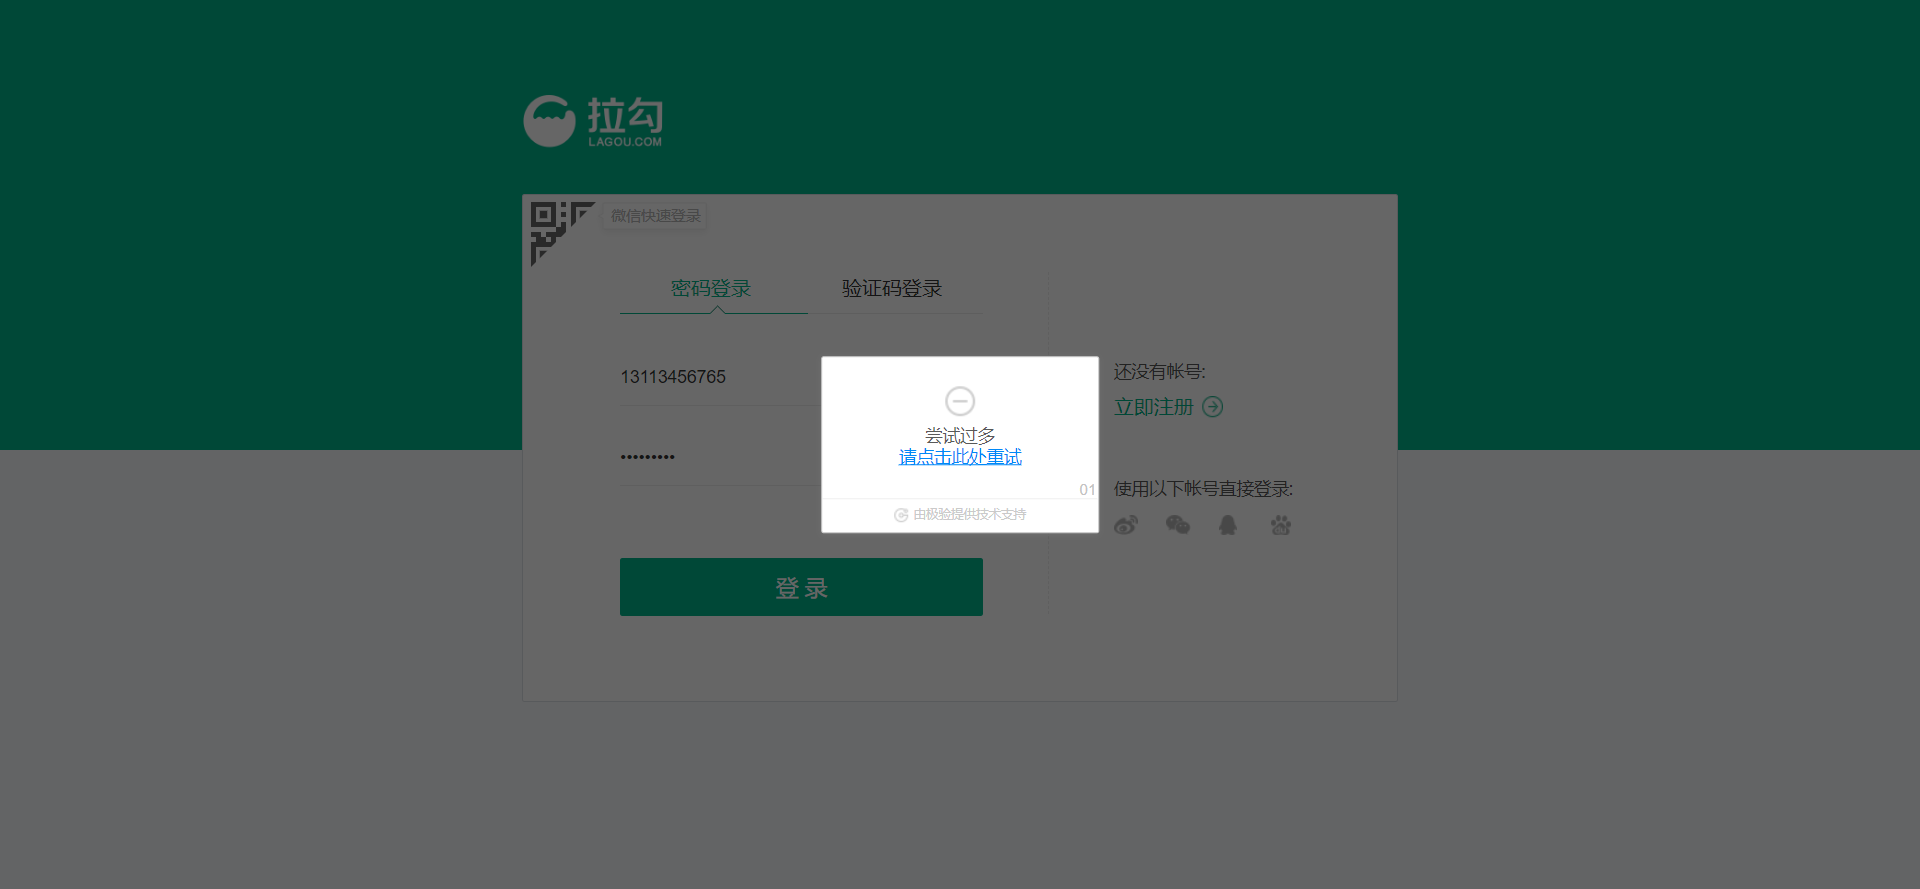 拉勾
LAGOU.COM
微信快速登录
密码登录
验证码登录
13113456765
•••••••••
登 录
还没有帐号:
立即注册
使用以下帐号直接登录:
尝试过多
请点击此处重试
01
由极验提供技术支持